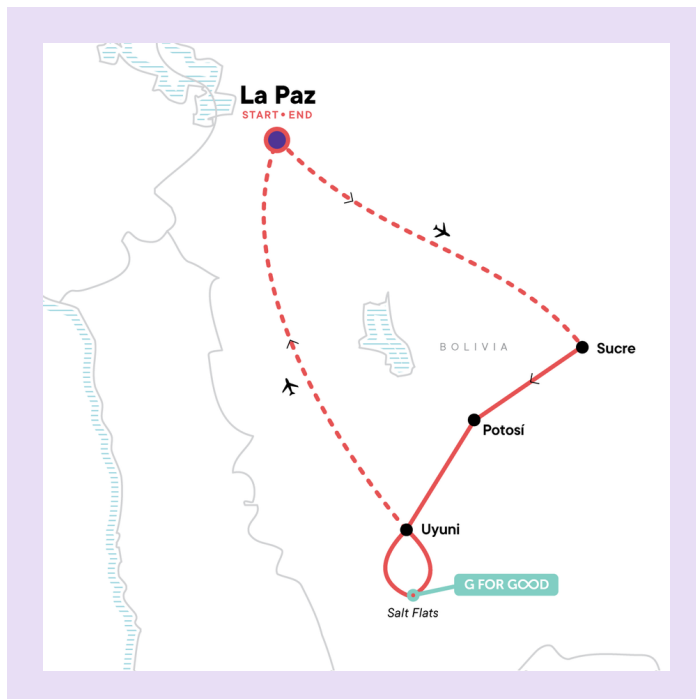 La Paz
START • END
BOLIVIA
Sucre
Potosí
Uyuni
G FOR GOOD
Salt Flats